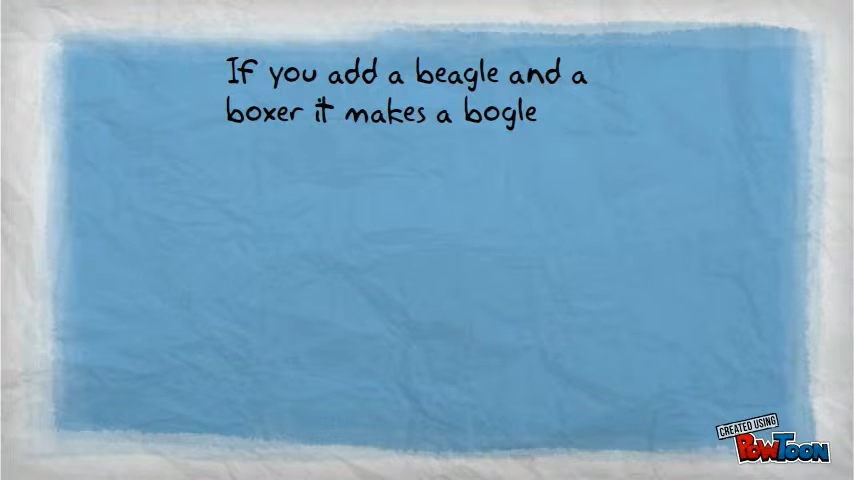 If you add a beagle and a
boxer it makes a bogle
CREATED USING
POWTOON